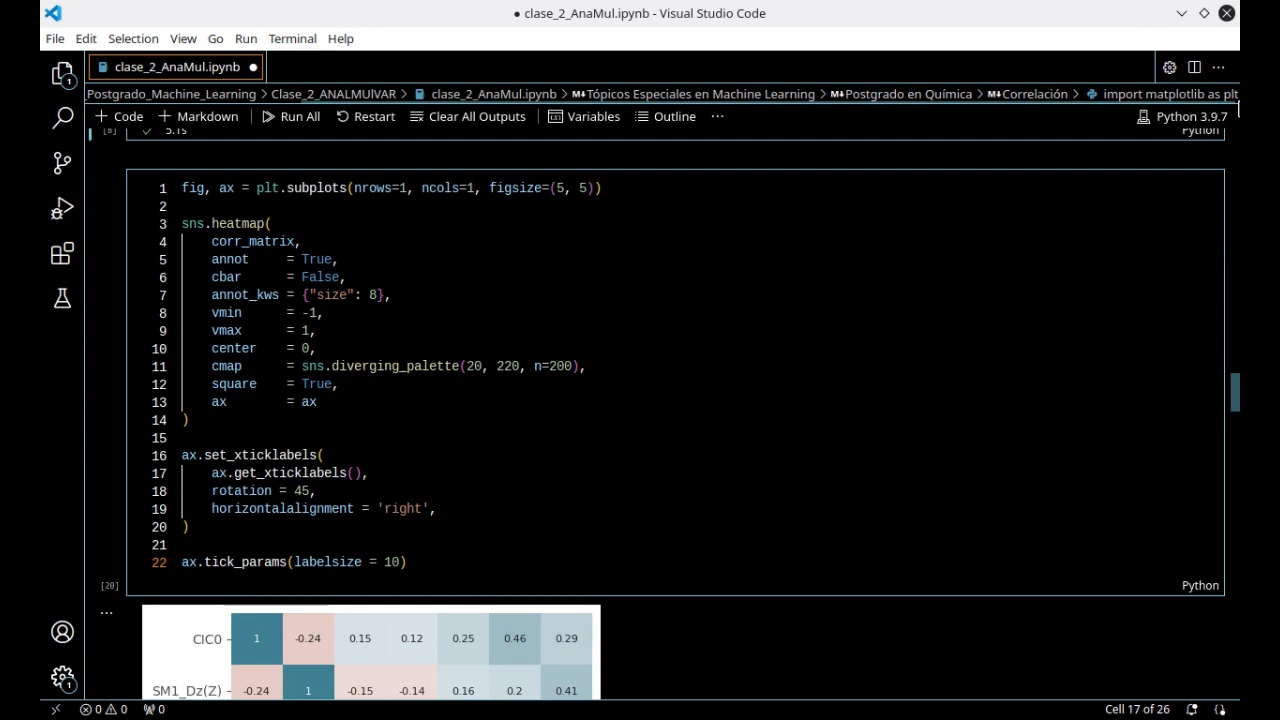 ● clase_2_AnaMul.ipynb - Visual Studio Code
File Edit Selection View Go Run Terminal Help
clase_2_AnaMul.ipynb ●
Postgrado_Machine_Learning > Clase_2_ANALMUlVAR > clase_2_AnaMul.ipynb > M↓Tópicos Especiales en Machine Learning > M↓Postgrado en Química > M↓Correlación > import matplotlib as plt
+ Code + Markdown Run All Restart Clear All Outputs Variables Outline ··· Python 3.9.7
[8] ✓ 5.1s Python
1 fig, ax = plt.subplots(nrows=1, ncols=1, figsize=(5, 5))
2
3 sns.heatmap(
4     corr_matrix,
5     annot     = True,
6     cbar      = False,
7     annot_kws = {"size": 8},
8     vmin      = -1,
9     vmax      = 1,
10     center    = 0,
11     cmap      = sns.diverging_palette(20, 220, n=200),
12     square    = True,
13     ax        = ax
14 )
15
16 ax.set_xticklabels(
17     ax.get_xticklabels(),
18     rotation = 45,
19     horizontalalignment = 'right',
20 )
21
22 ax.tick_params(labelsize = 10)
[20] Python
...
CIC0 1 -0.24 0.15 0.12 0.25 0.46 0.29
SM1_Dz(Z) -0.24 1 -0.15 -0.14 0.16 0.2 0.41
0 0 0 Cell 17 of 26
1
1